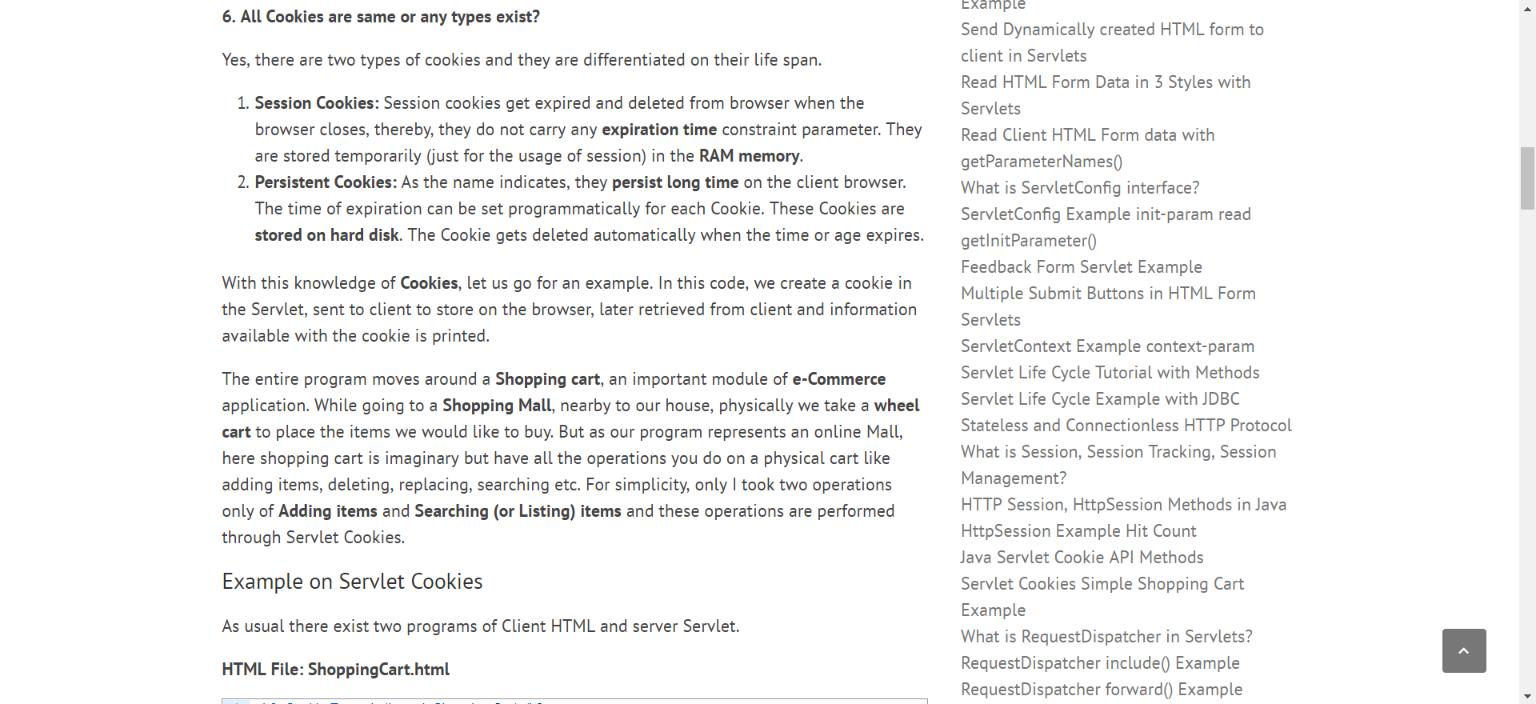 6. All Cookies are same or any types exist?
Yes, there are two types of cookies and they are differentiated on their life span.
1. Session Cookies: Session cookies get expired and deleted from browser when the
browser closes, thereby, they do not carry any expiration time constraint parameter. They
are stored temporarily (just for the usage of session) in the RAM memory.
2. Persistent Cookies: As the name indicates, they persist long time on the client browser.
The time of expiration can be set programmatically for each Cookie. These Cookies are
stored on hard disk. The Cookie gets deleted automatically when the time or age expires.
With this knowledge of Cookies, let us go for an example. In this code, we create a cookie in
the Servlet, sent to client to store on the browser, later retrieved from client and information
available with the cookie is printed.
The entire program moves around a Shopping cart, an important module of e-Commerce
application. While going to a Shopping Mall, nearby to our house, physically we take a wheel
cart to place the items we would like to buy. But as our program represents an online Mall,
here shopping cart is imaginary but have all the operations you do on a physical cart like
adding items, deleting, replacing, searching etc. For simplicity, only I took two operations
only of Adding items and Searching (or Listing) items and these operations are performed
through Servlet Cookies.
Example on Servlet Cookies
As usual there exist two programs of Client HTML and server Servlet.
HTML File: ShoppingCart.html
Example
Send Dynamically created HTML form to
client in Servlets
Read HTML Form Data in 3 Styles with
Servlets
Read Client HTML Form data with
getParameterNames()
What is ServletConfig interface?
ServletConfig Example init-param read
getInitParameter()
Feedback Form Servlet Example
Multiple Submit Buttons in HTML Form
Servlets
ServletContext Example context-param
Servlet Life Cycle Tutorial with Methods
Servlet Life Cycle Example with JDBC
Stateless and Connectionless HTTP Protocol
What is Session, Session Tracking, Session
Management?
HTTP Session, HttpSession Methods in Java
HttpSession Example Hit Count
Java Servlet Cookie API Methods
Servlet Cookies Simple Shopping Cart
Example
What is RequestDispatcher in Servlets?
RequestDispatcher include() Example
RequestDispatcher forward() Example